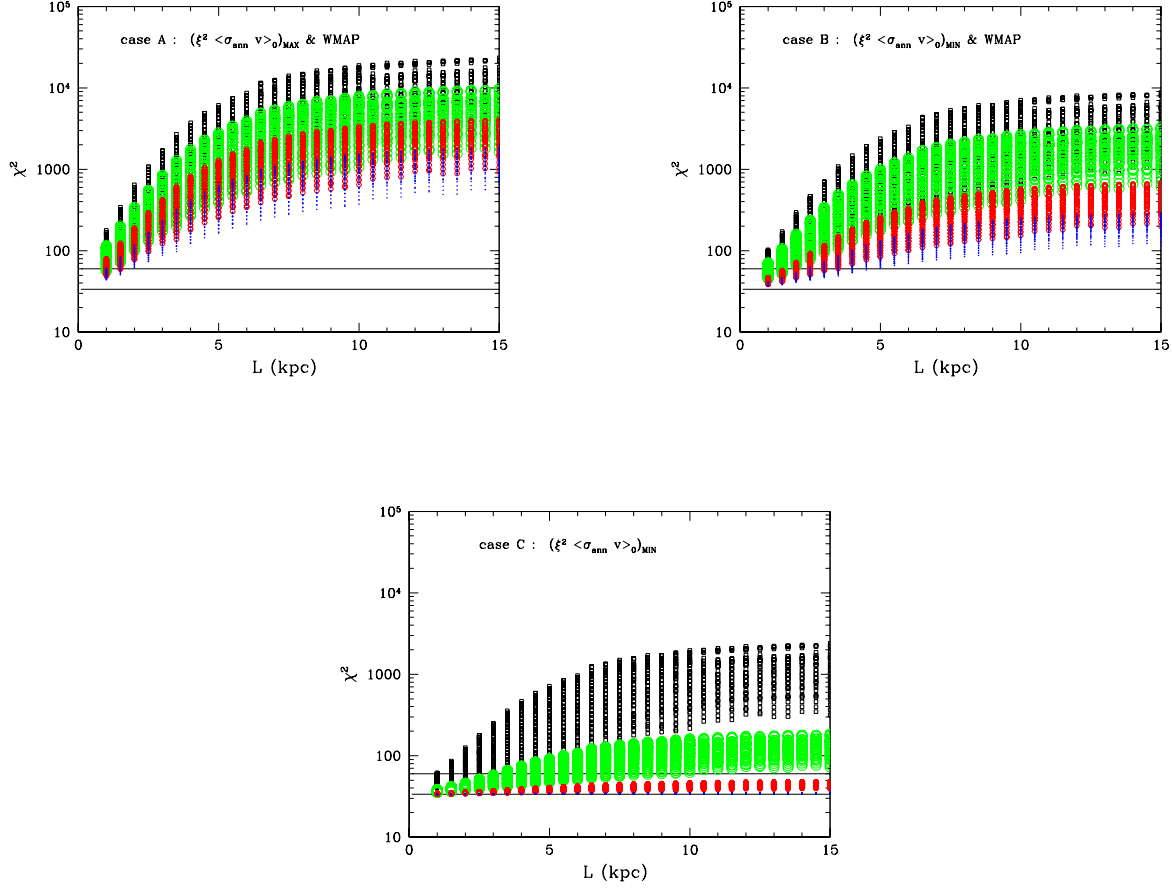 case A : (ξ² <σ_ann v>₀)_MAX & WMAP
case B : (ξ² <σ_ann v>₀)_MIN & WMAP
10⁵
10⁴
1000
100
10
χ²
0 5 10 15
L (kpc)
10⁵
10⁴
1000
100
10
χ²
0 5 10 15
L (kpc)
case C : (ξ² <σ_ann v>₀)_MIN
10⁵
10⁴
1000
100
10
χ²
0 5 10 15
L (kpc)